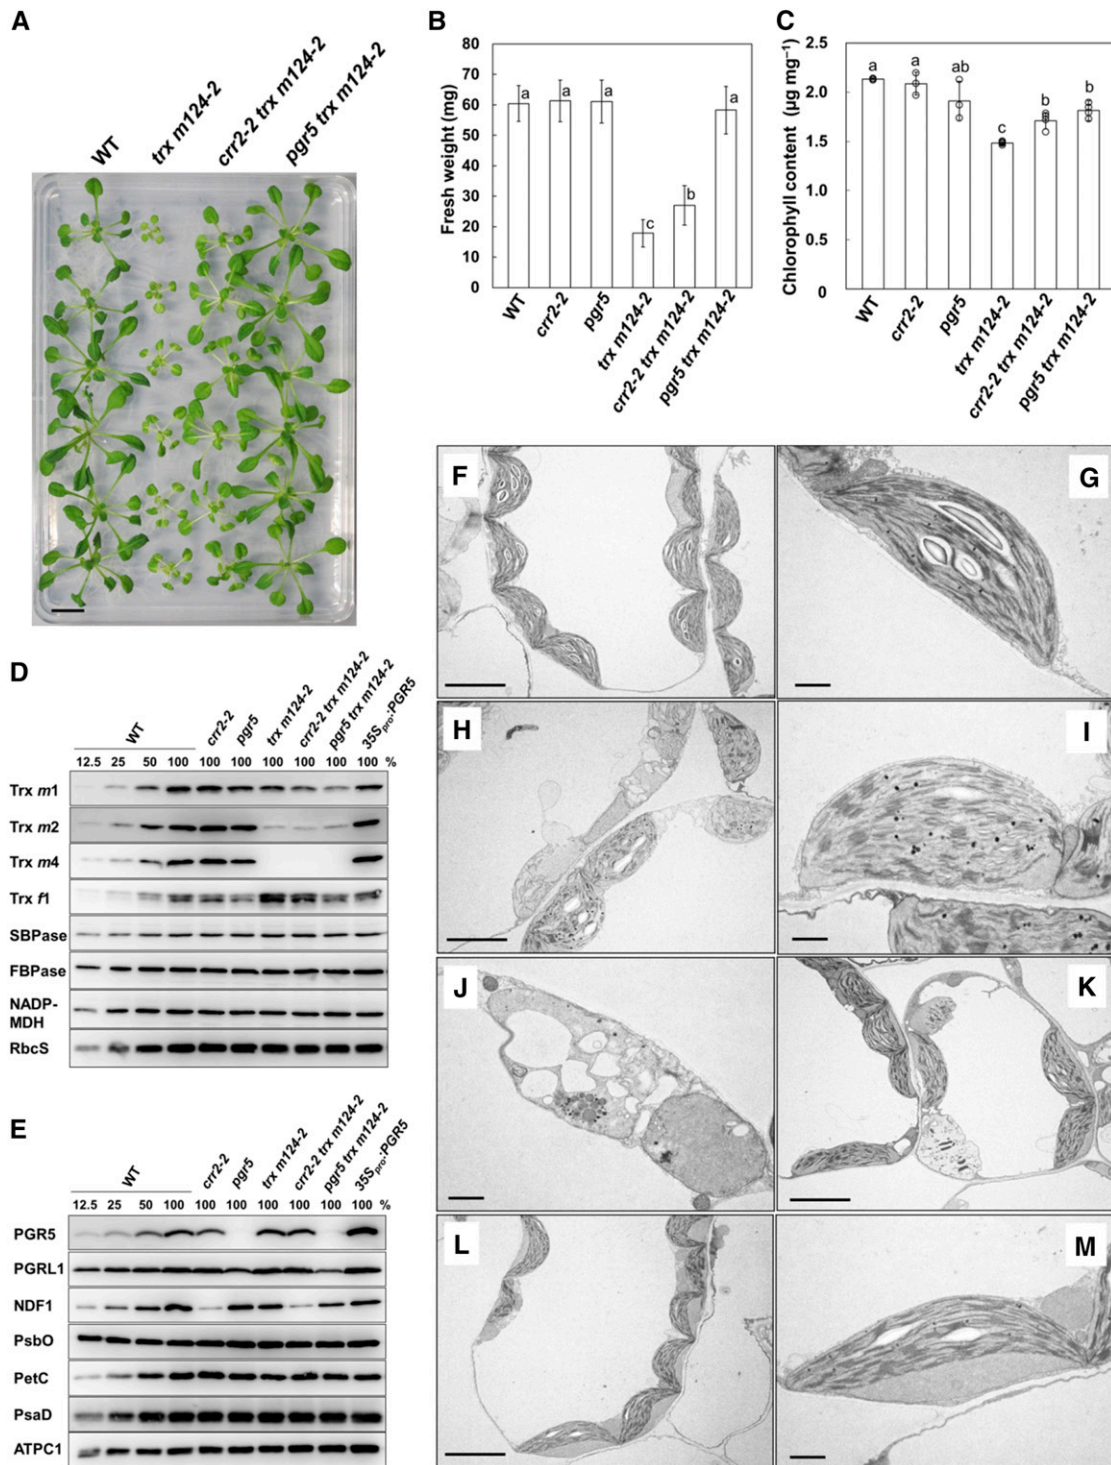 A
WT
trx m124-2
crr2-2 trx m124-2
pgr5 trx m124-2
B
Fresh weight (mg)
80
70
60
50
40
30
20
10
0
a
a
a
c
b
a
WT
crr2-2
pgr5
trx m124-2
crr2-2 trx m124-2
pgr5 trx m124-2
C
Chlorophyll content (µg mg⁻¹)
2.5
2.0
1.5
1.0
0.5
0
a
a
ab
c
b
b
WT
crr2-2
pgr5
trx m124-2
crr2-2 trx m124-2
pgr5 trx m124-2
D
WT
crr2-2
pgr5
trx m124-2
crr2-2 trx m124-2
pgr5 trx m124-2
35Spro:PGR5
12.5 25 50 100 100 100 100 100 100 100 %
Trx m1
Trx m2
Trx m4
Trx f1
SBPase
FBPase
NADP-
MDH
RbcS
E
WT
crr2-2
pgr5
trx m124-2
crr2-2 trx m124-2
pgr5 trx m124-2
35Spro:PGR5
12.5 25 50 100 100 100 100 100 100 100 %
PGR5
PGRL1
NDF1
PsbO
PetC
PsaD
ATPC1
F
G
H
I
J
K
L
M